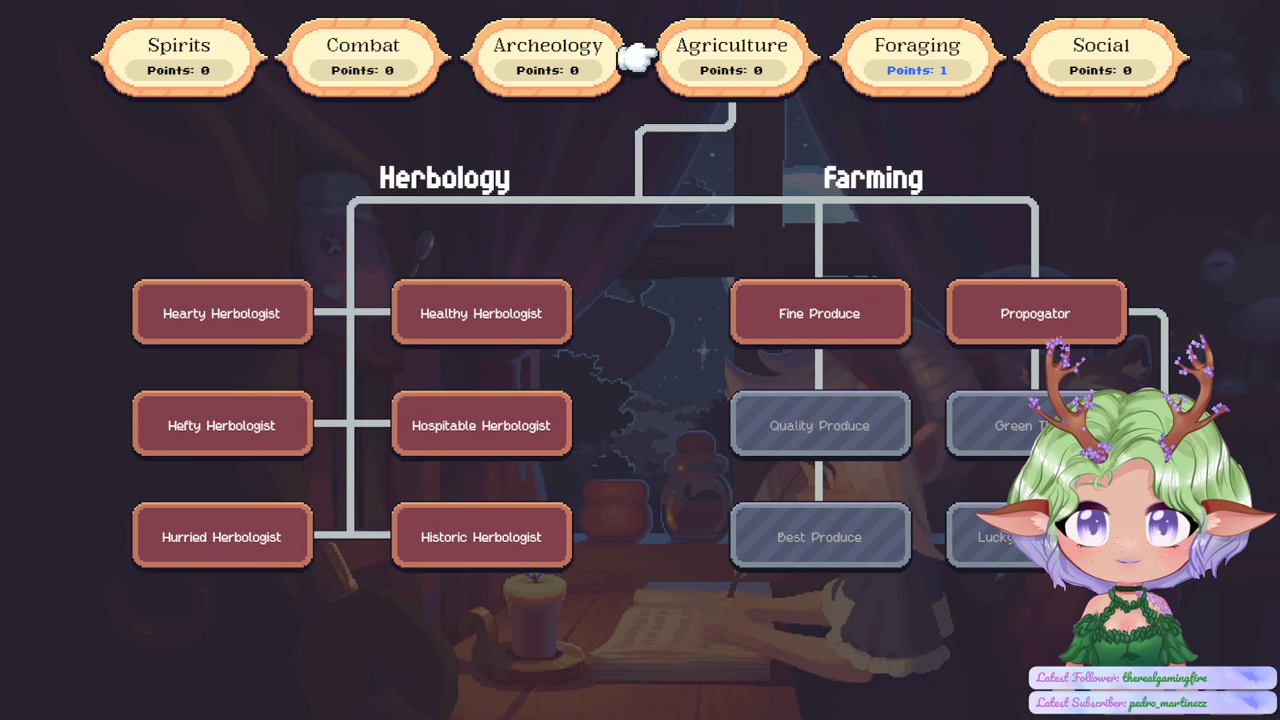 Spirits
Points: 0
Combat
Points: 0
Archeology
Points: 0
Agriculture
Points: 0
Foraging
Points: 1
Social
Points: 0
Herbology
Farming
Hearty Herbologist
Healthy Herbologist
Fine Produce
Propogator
Hefty Herbologist
Hospitable Herbologist
Quality Produce
Green
Hurried Herbologist
Historic Herbologist
Best Produce
Lucky
Latest Follower: therealgamingfire
Latest Subscriber: pedro_martinezz